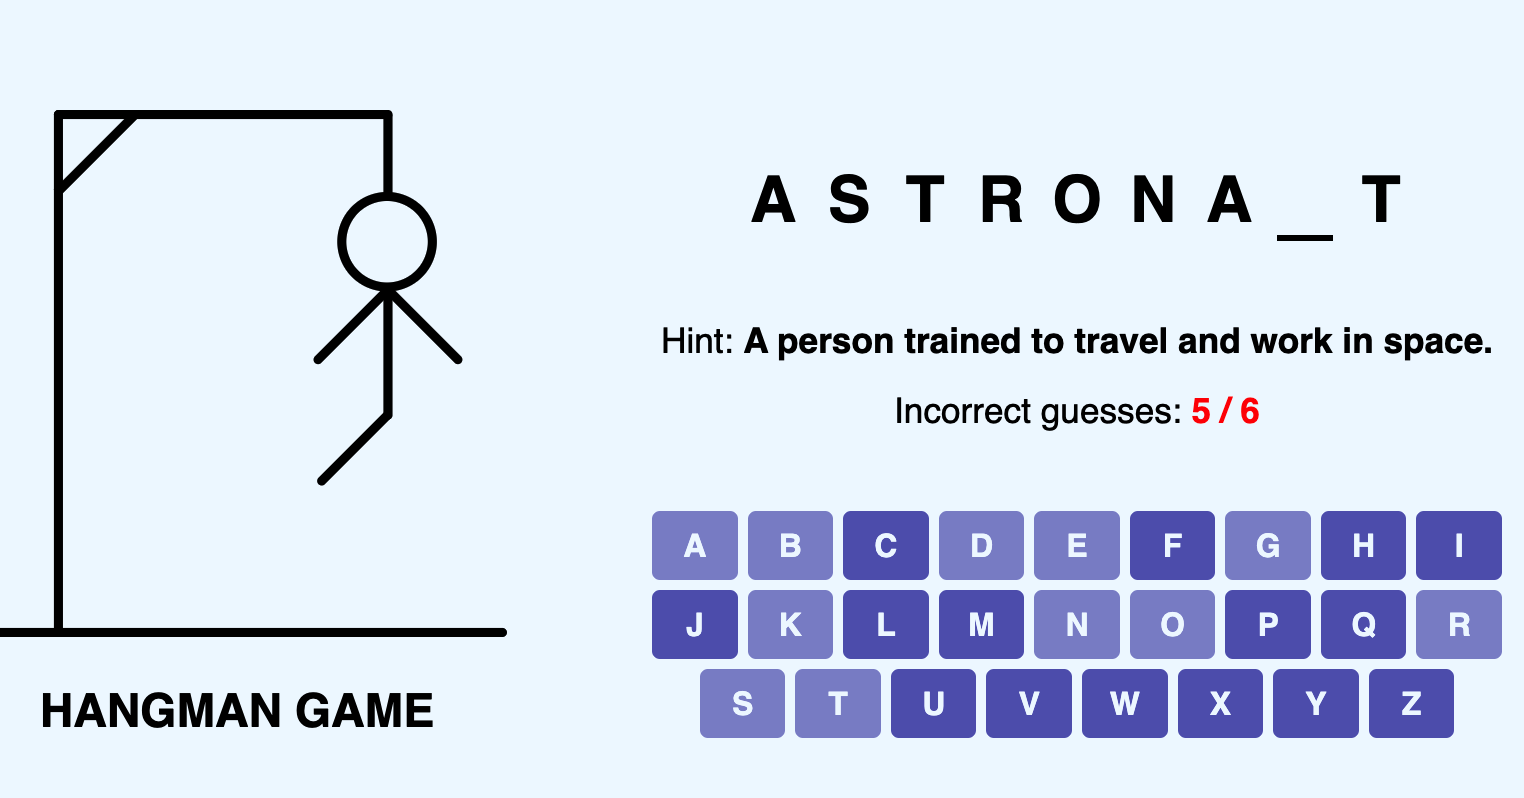 A S T R O N A _ T
Hint: A person trained to travel and work in space.
Incorrect guesses: 5 / 6
A B C D E F G H I
J K L M N O P Q R
S T U V W X Y Z
HANGMAN GAME